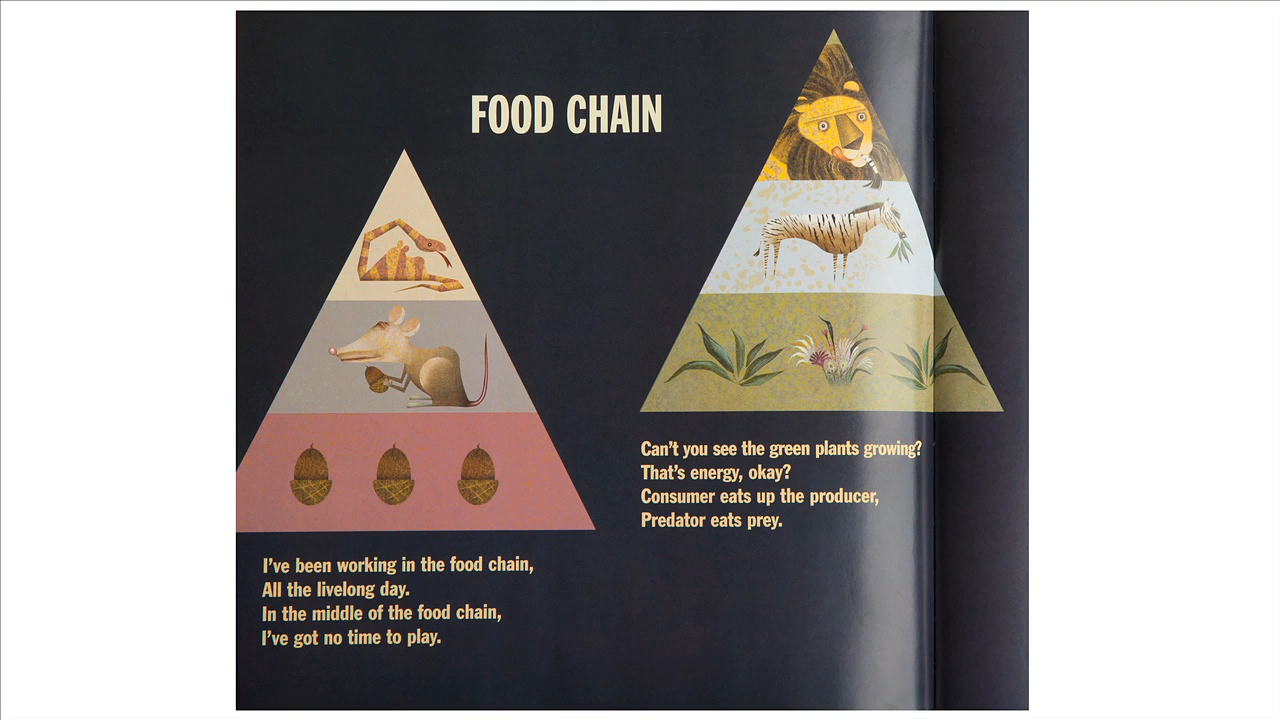 FOOD CHAIN
I've been working in the food chain,
All the livelong day.
In the middle of the food chain,
I've got no time to play.
Can't you see the green plants growing?
That's energy, okay?
Consumer eats up the producer,
Predator eats prey.